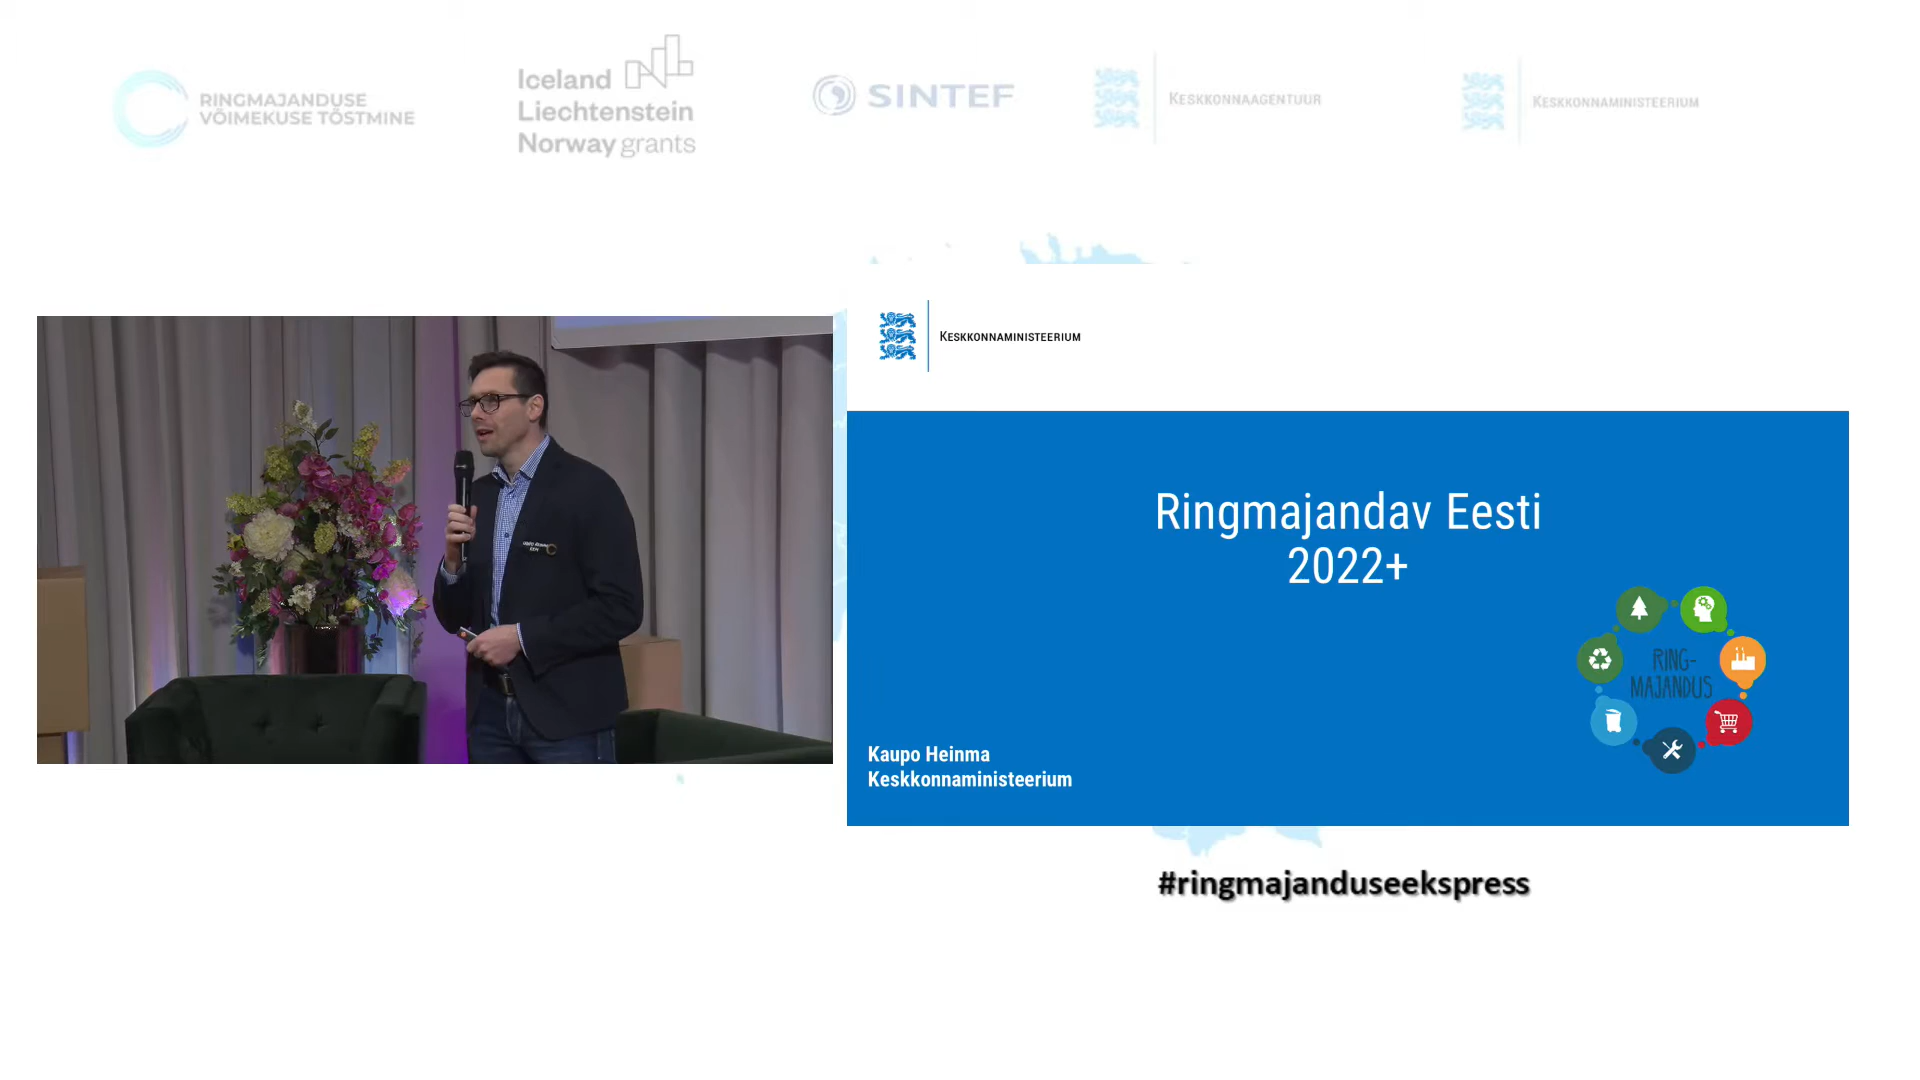 RINGMAJANDUSE
VÕIMEKUSE TÕSTMINE
Iceland
Liechtenstein
Norway grants
SINTEF
KESKKONNAAGENTUUR
KESKKONNAMINISTEERIUM
KESKKONNAMINISTEERIUM
Ringmajandav Eesti
2022+
RING-
MAJANDUS
Kaupo Heinma
Keskkonnaministeerium
#ringmajanduseekspress